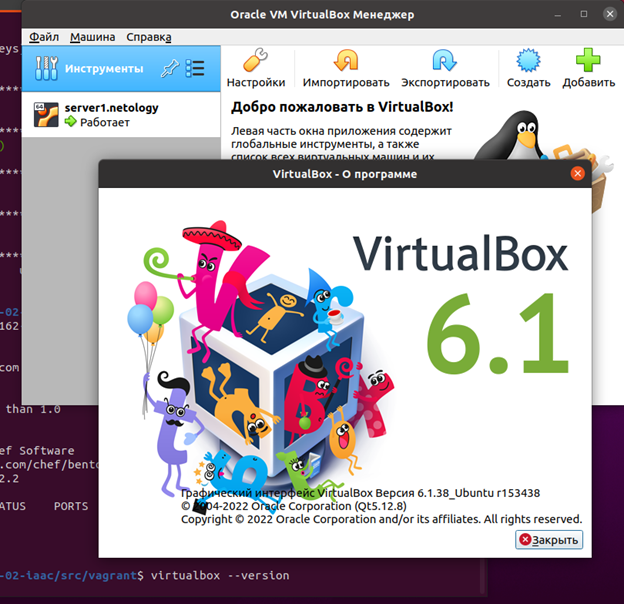 Oracle VM VirtualBox Менеджер
Файл Машина Справка
Инструменты
Настройки Импортировать Экспортировать Создать Добавить
64
server1.netology
Работает
Добро пожаловать в VirtualBox!
Левая часть окна приложения содержит
глобальные инструменты, а также
список всех виртуальных машин и их
VirtualBox - О программе
VirtualBox
6.1
Графический интерфейс VirtualBox Версия 6.1.38_Ubuntu r153438
© 2004-2022 Oracle Corporation (Qt5.12.8)
Copyright © 2022 Oracle Corporation and/or its affiliates. All rights reserved.
Закрыть
eys
****
****
)
****
****
-02-
162
com
than 1.0
ef Software
.com/chef/bento
2.2
ATUS PORTS
-02-iaac/src/vagrant$ virtualbox --version